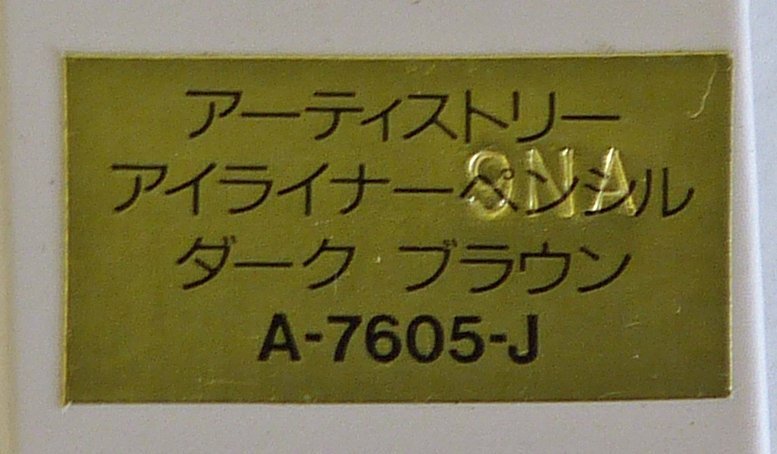 アーティストリー
アイライナーペンシル
ダーク ブラウン
A-7605-J